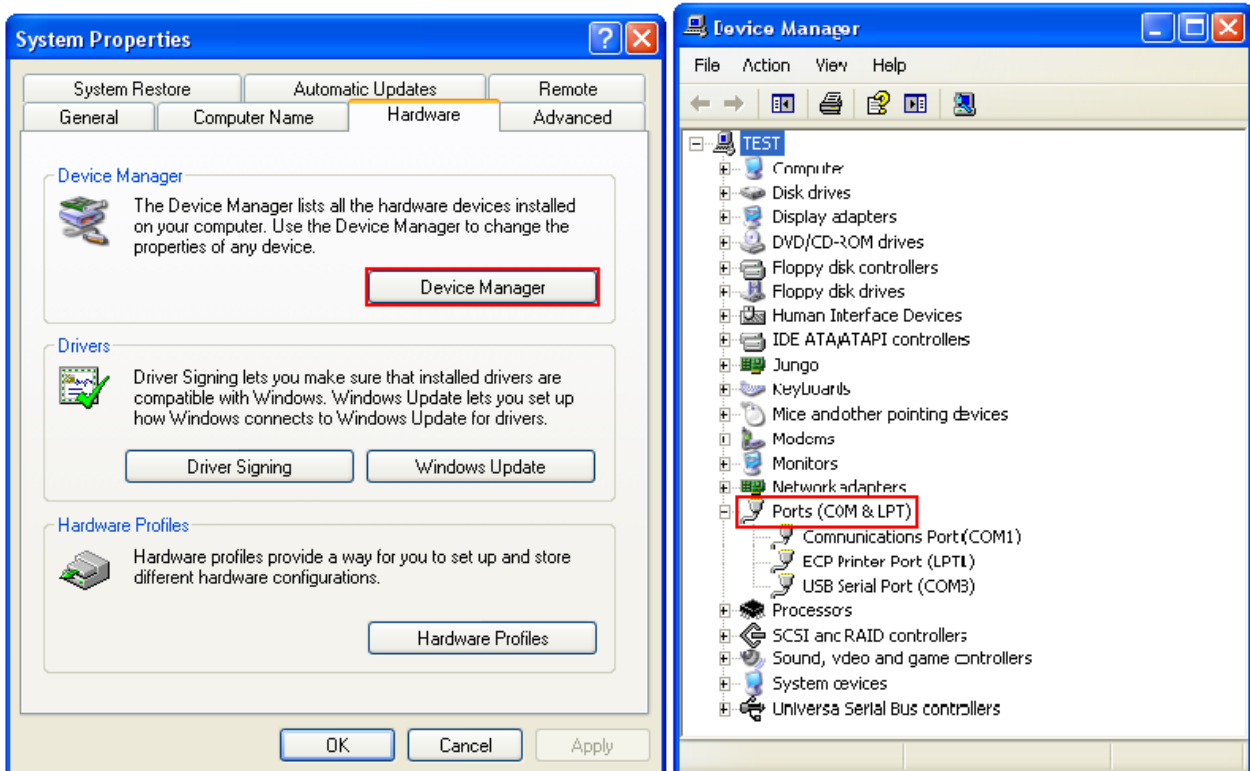 System Properties
System Restore Automatic Updates Remote
General Computer Name Hardware Advanced
Device Manager
The Device Manager lists all the hardware devices installed
on your computer. Use the Device Manager to change the
properties of any device.
Device Manager
Drivers
Driver Signing lets you make sure that installed drivers are
compatible with Windows. Windows Update lets you set up
how Windows connects to Windows Update for drivers.
Driver Signing Windows Update
Hardware Profiles
Hardware profiles provide a way for you to set up and store
different hardware configurations.
Hardware Profiles
OK Cancel Apply
Device Manager
File Action View Help
TEST
Computer
Disk drives
Display adapters
DVD/CD-ROM drives
Floppy disk controllers
Floppy disk drives
Human Interface Devices
IDE ATA/ATAPI controllers
Jungo
Keyboards
Mice and other pointing devices
Modems
Monitors
Network adapters
Ports (COM & LPT)
Communications Port (COM1)
ECP Printer Port (LPT1)
USB Serial Port (COM3)
Processors
SCSI and RAID controllers
Sound, video and game controllers
System devices
Universal Serial Bus controllers